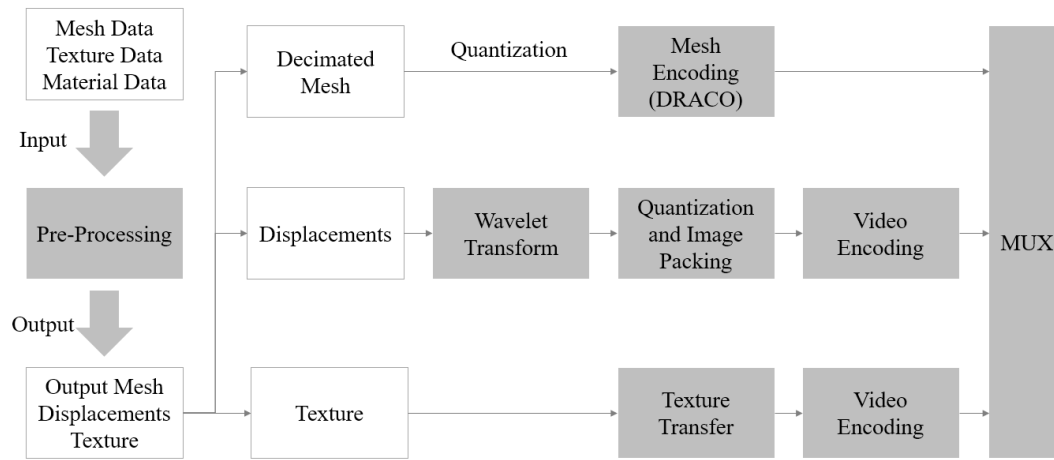 Mesh Data
Texture Data
Material Data
Input
Pre-Processing
Output
Output Mesh
Displacements
Texture
Decimated
Mesh
Quantization
Mesh
Encoding
(DRACO)
Displacements
Wavelet
Transform
Quantization
and Image
Packing
Video
Encoding
Texture
Texture
Transfer
Video
Encoding
MUX